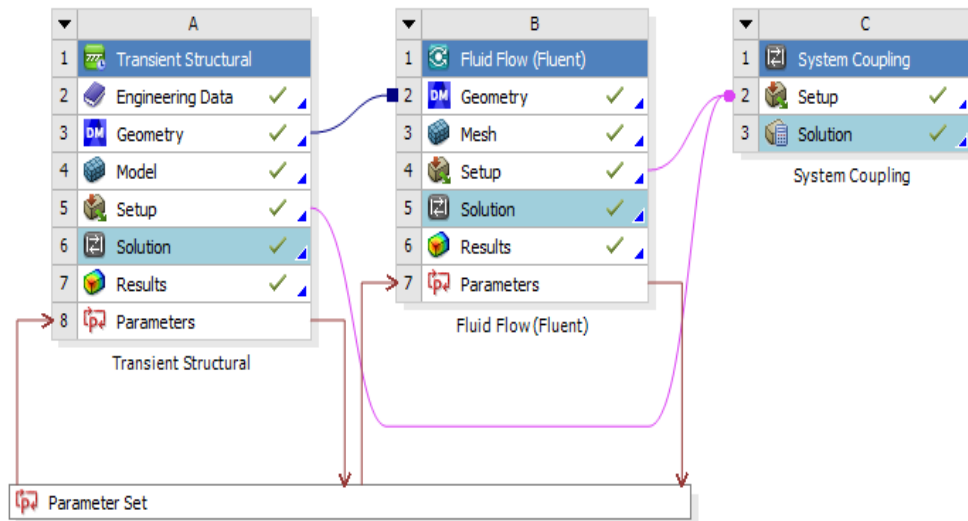 A
1 Transient Structural
2 Engineering Data
3 DM Geometry
4 Model
5 Setup
6 Solution
7 Results
8 Parameters
Transient Structural
B
1 Fluid Flow (Fluent)
2 DM Geometry
3 Mesh
4 Setup
5 Solution
6 Results
7 Parameters
Fluid Flow (Fluent)
C
1 System Coupling
2 Setup
3 Solution
System Coupling
Parameter Set